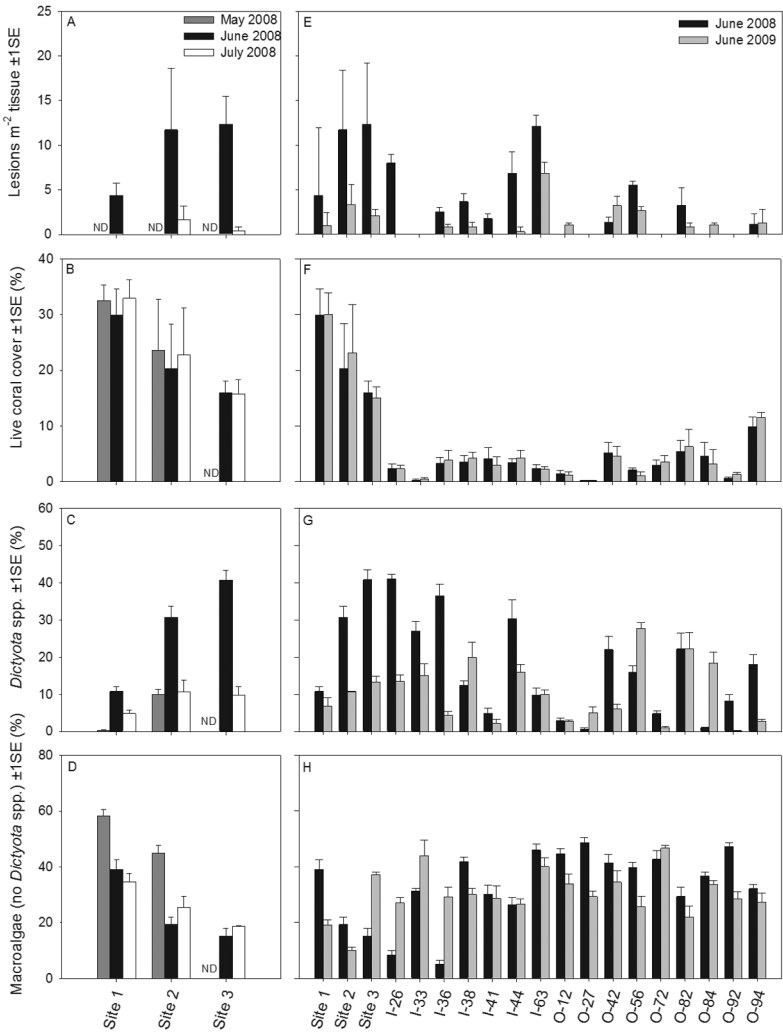 Lesions m-2 tissue ±1SE
A
May 2008
June 2008
July 2008
25
20
15
12
5
0
ND
ND
ND
E
June 2008
June 2009
Live coral cover ±1SE (%)
B
40
30
20
10
0
ND
F
Dictyota spp. ±1SE (%)
C
60
50
40
30
20
10
0
ND
G
Macroalgae (no Dictyota spp.) ±1SE (%)
D
80
60
40
20
0
ND
H
Site 1
Site 2
Site 3
Site 1
Site 2
Site 3
I-26
I-33
I-36
I-38
I-41
I-44
I-63
O-12
O-27
O-42
O-56
O-72
O-82
O-84
O-92
O-94